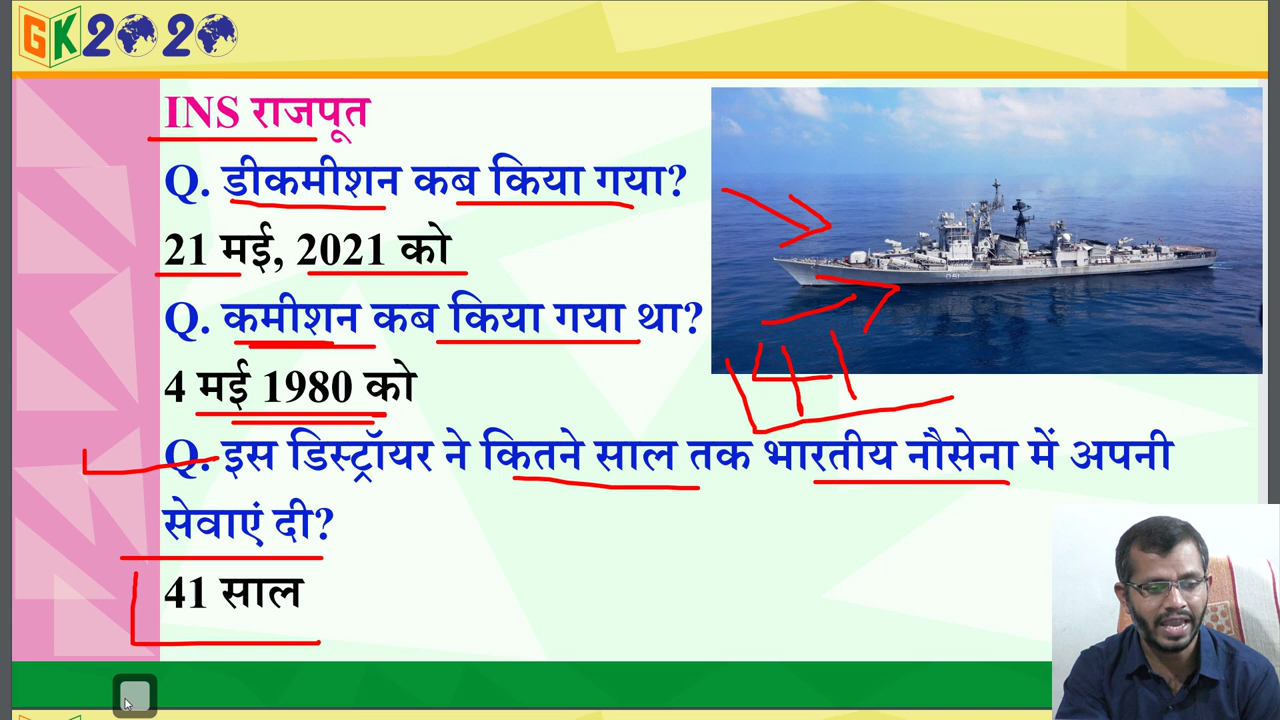 GK2020
INS राजपूत
Q. डीकमीशन कब किया गया?
21 मई, 2021 को
Q. कमीशन कब किया गया था?
4 मई 1980 को
Q. इस डिस्ट्रॉयर ने कितने साल तक भारतीय नौसेना में अपनी
सेवाएं दी?
41 साल
41